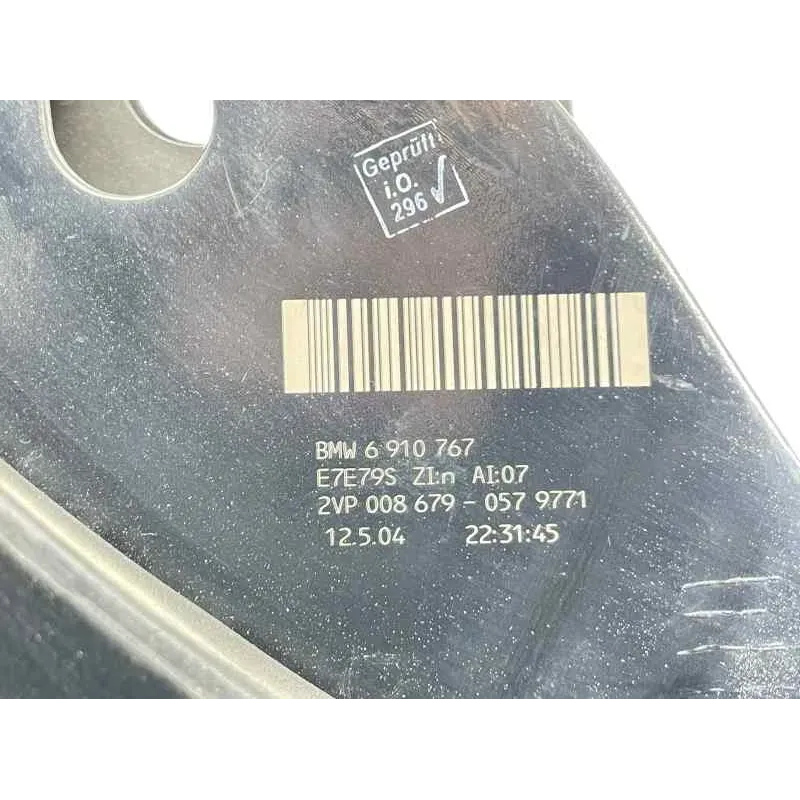 Geprüft
i.O.
296
BMW 6 910 767
E7E79S ZI:n AI:07
2VP 008 679 - 057 9771
12.5.04 22:31:45